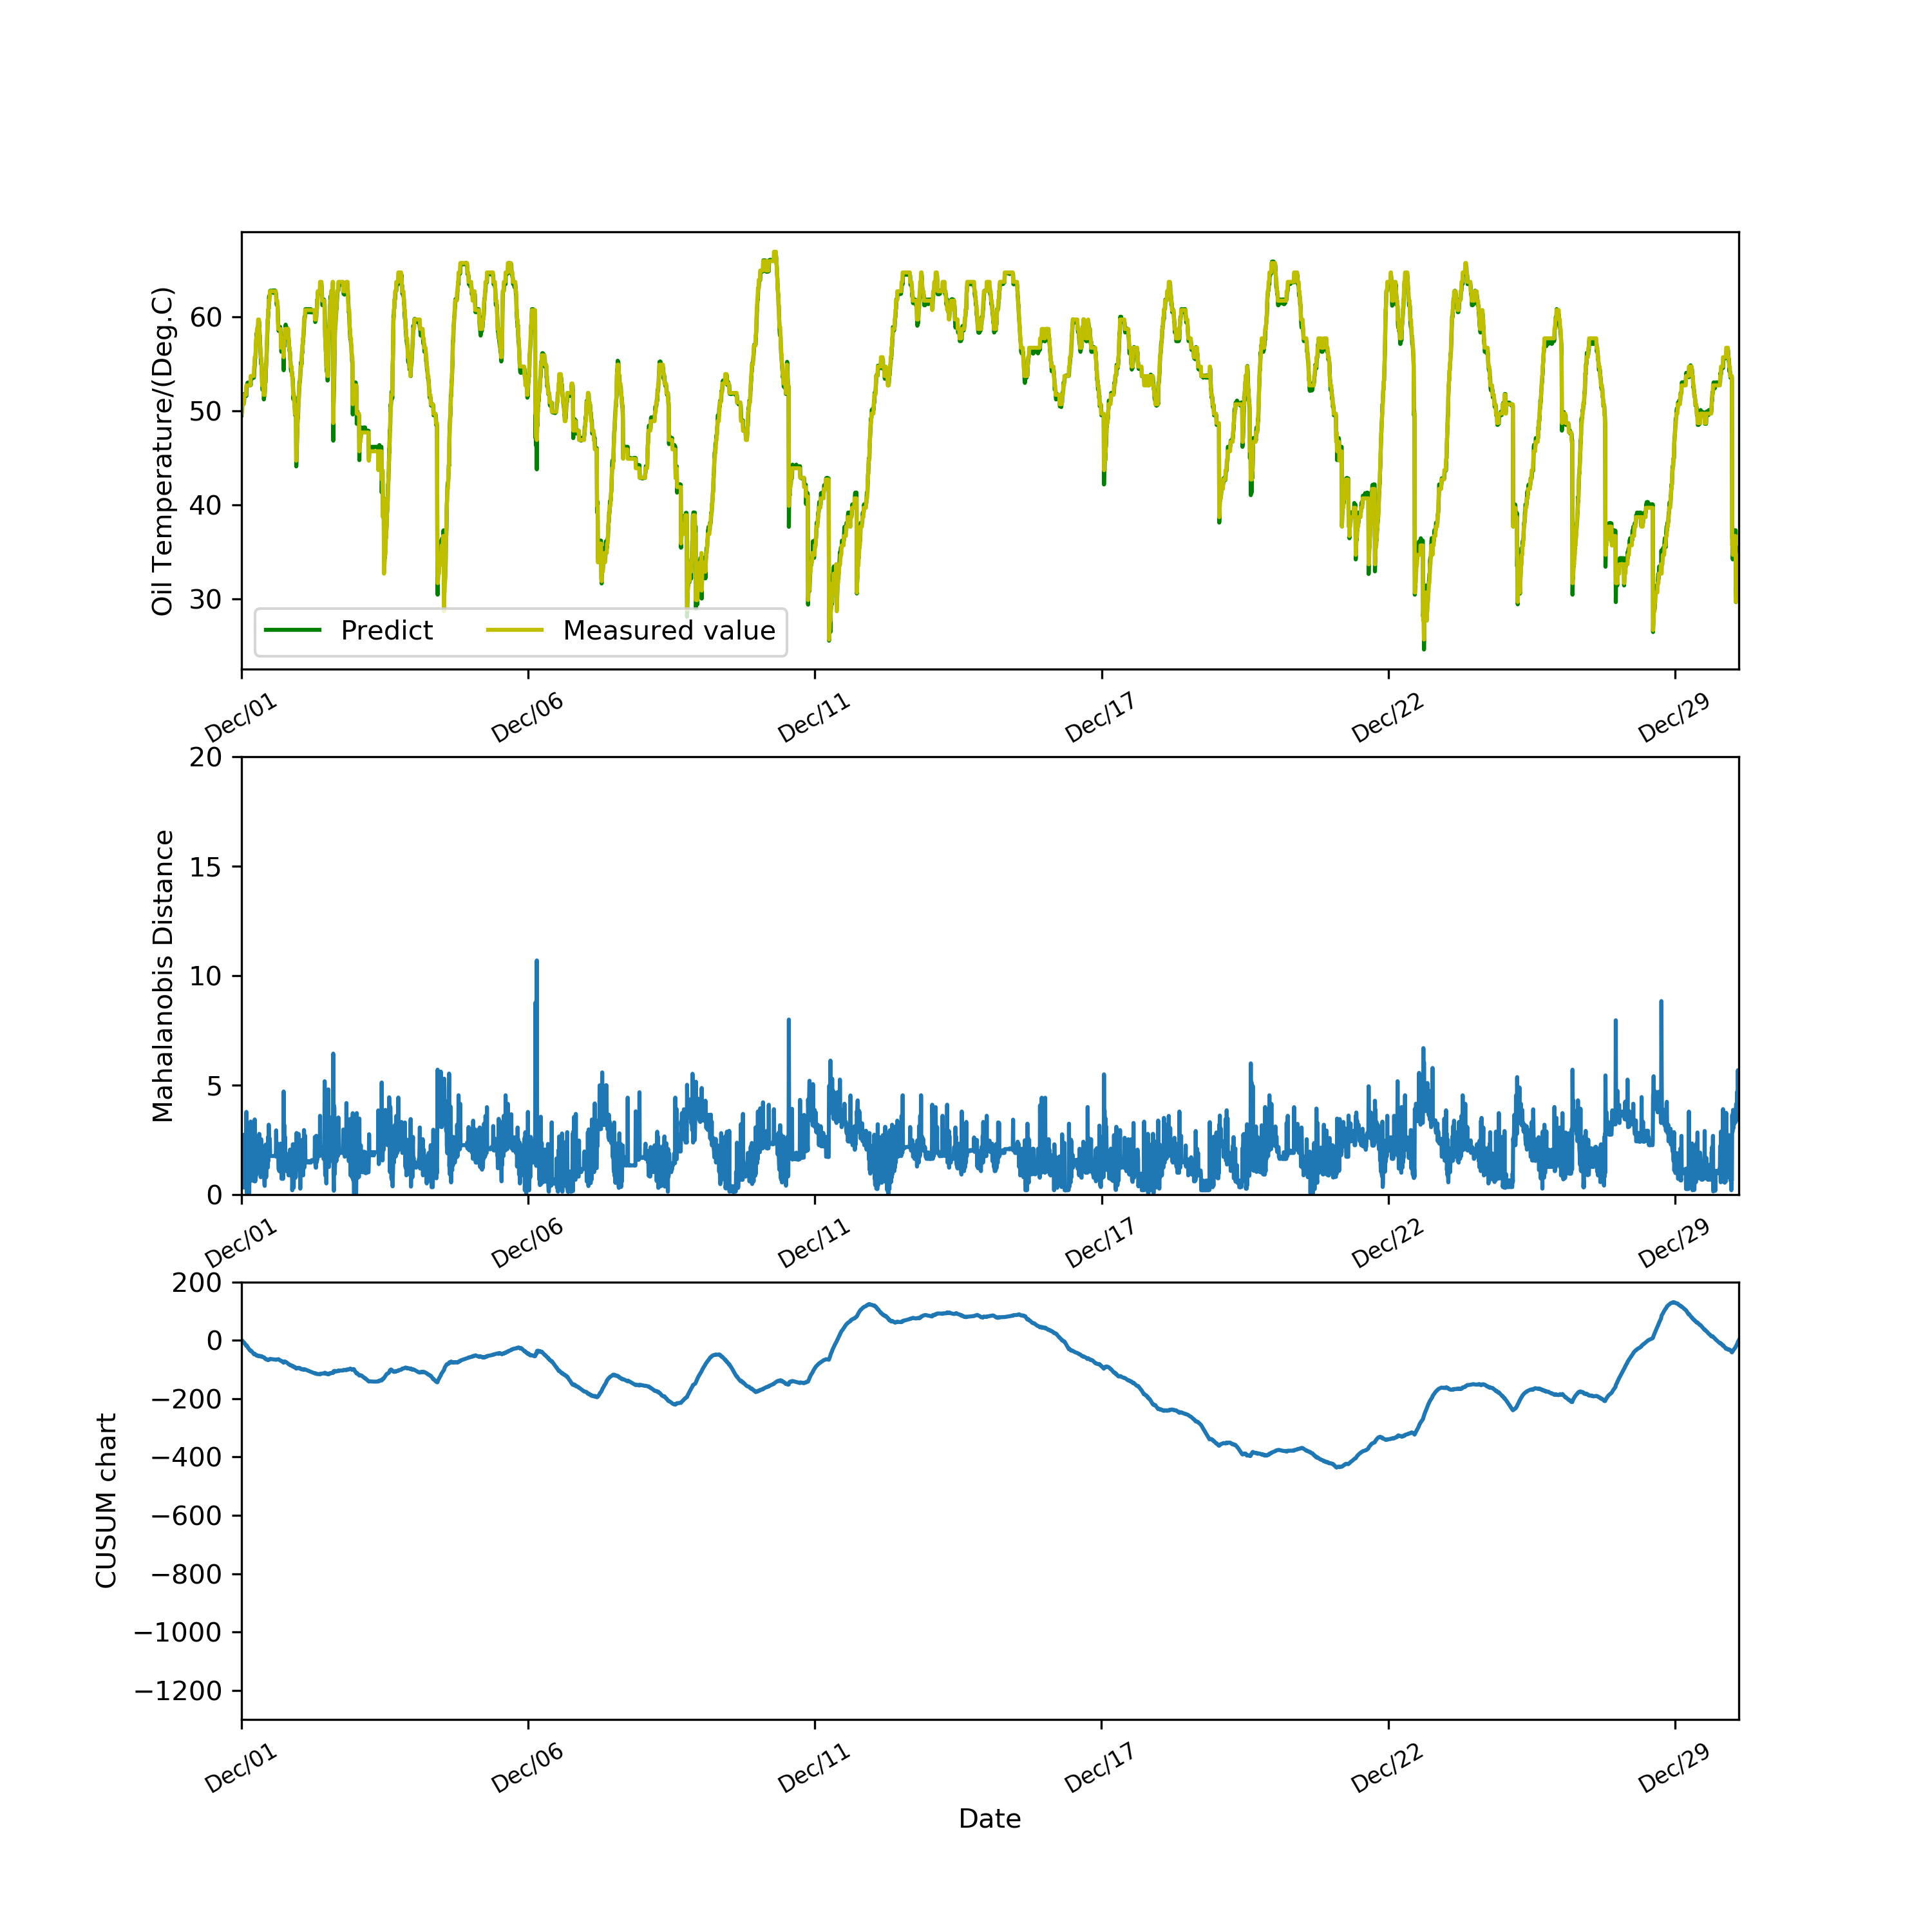 Oil Temperature/(Deg.C)
60
50
40
30
Predict
Measured value
Dec/01
Dec/06
Dec/11
Dec/17
Dec/22
Dec/29
Mahalanobis Distance
20
15
10
5
0
Dec/01
Dec/06
Dec/11
Dec/17
Dec/22
Dec/29
CUSUM chart
200
0
−200
−400
−600
−800
−1000
−1200
Dec/01
Dec/06
Dec/11
Dec/17
Dec/22
Dec/29
Date